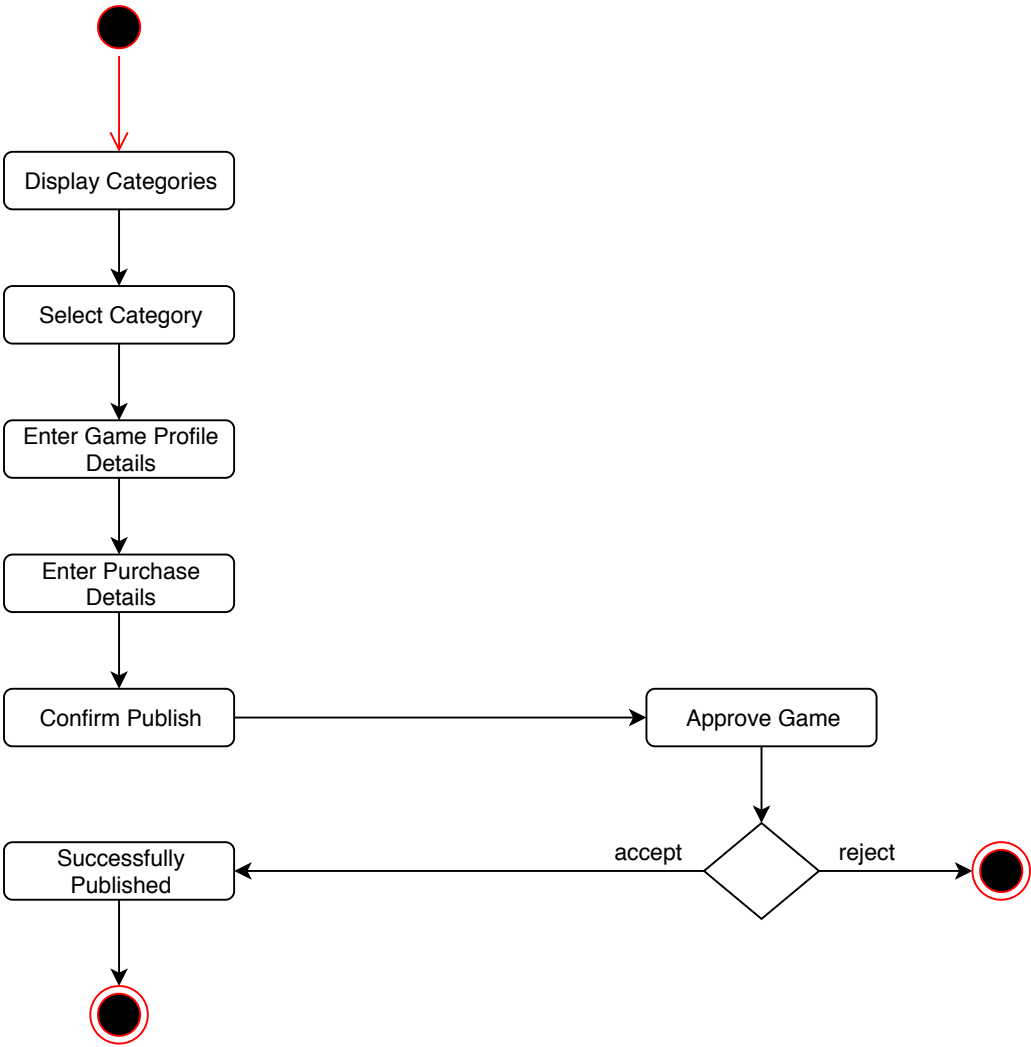 Display Categories
Select Category
Enter Game Profile
Details
Enter Purchase
Details
Confirm Publish
Approve Game
accept
reject
Successfully
Published